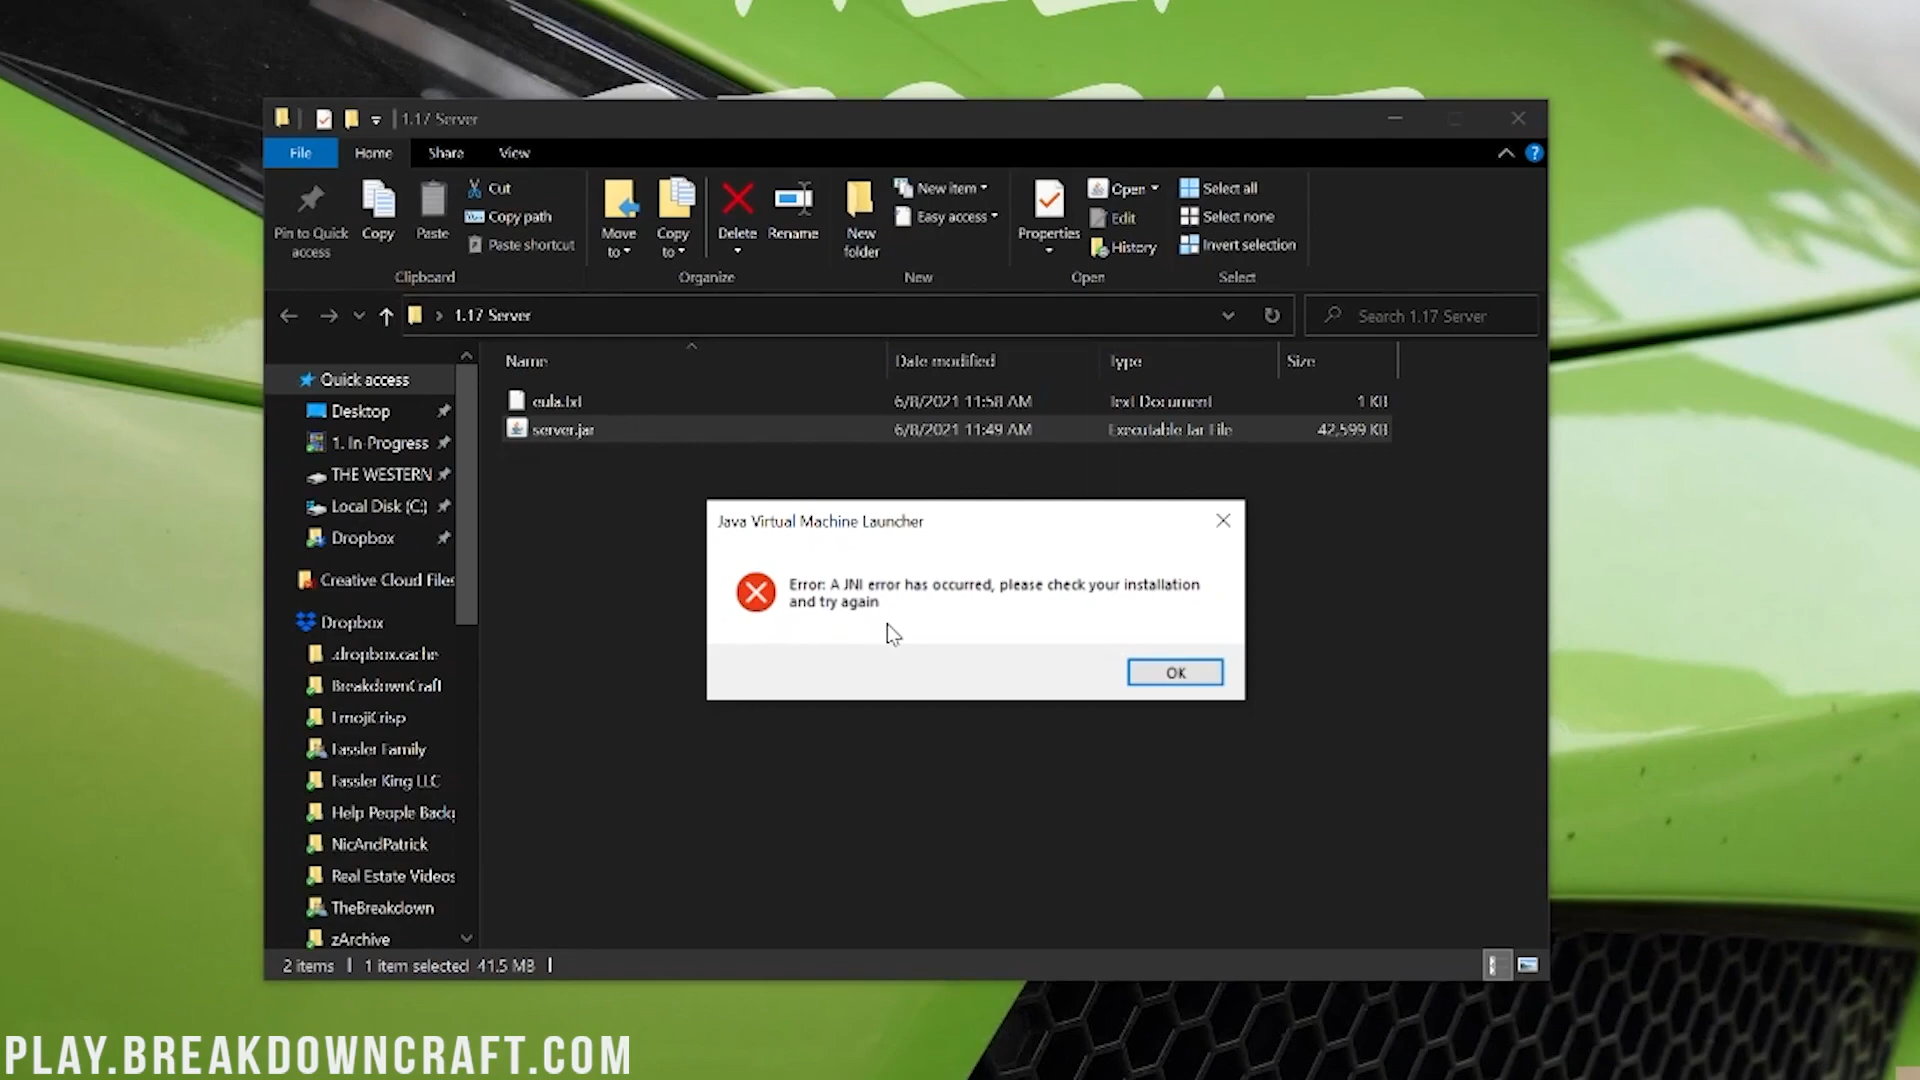 1.17 Server
File Home Share View
Pin to Quick access
Copy
Paste
Cut
Copy path
Paste shortcut
Clipboard
Move to
Copy to
Delete
Rename
Organize
New folder
New item
Easy access
New
Properties
Open
Edit
History
Open
Select all
Select none
Invert selection
Select
1.17 Server
Search 1.17 Server
Name Date modified Type Size
eula.txt 6/8/2021 11:58 AM Text Document 1 KB
server.jar 6/8/2021 11:49 AM Executable Jar File 42,599 KB
Quick access
Desktop
1. In-Progress
THE WESTERN
Local Disk (C:)
Dropbox
Creative Cloud Files
Dropbox
.dropbox.cache
BreakdownCraft
EmojiCrisp
Fassler Family
Fassler King LLC
Help People Back
NicAndPatrick
Real Estate Videos
TheBreakdown
zArchive
Java Virtual Machine Launcher
Error: A JNI error has occurred, please check your installation
and try again
OK
2 items 1 item selected 41.5 MB
PLAY.BREAKDOWNCRAFT.COM